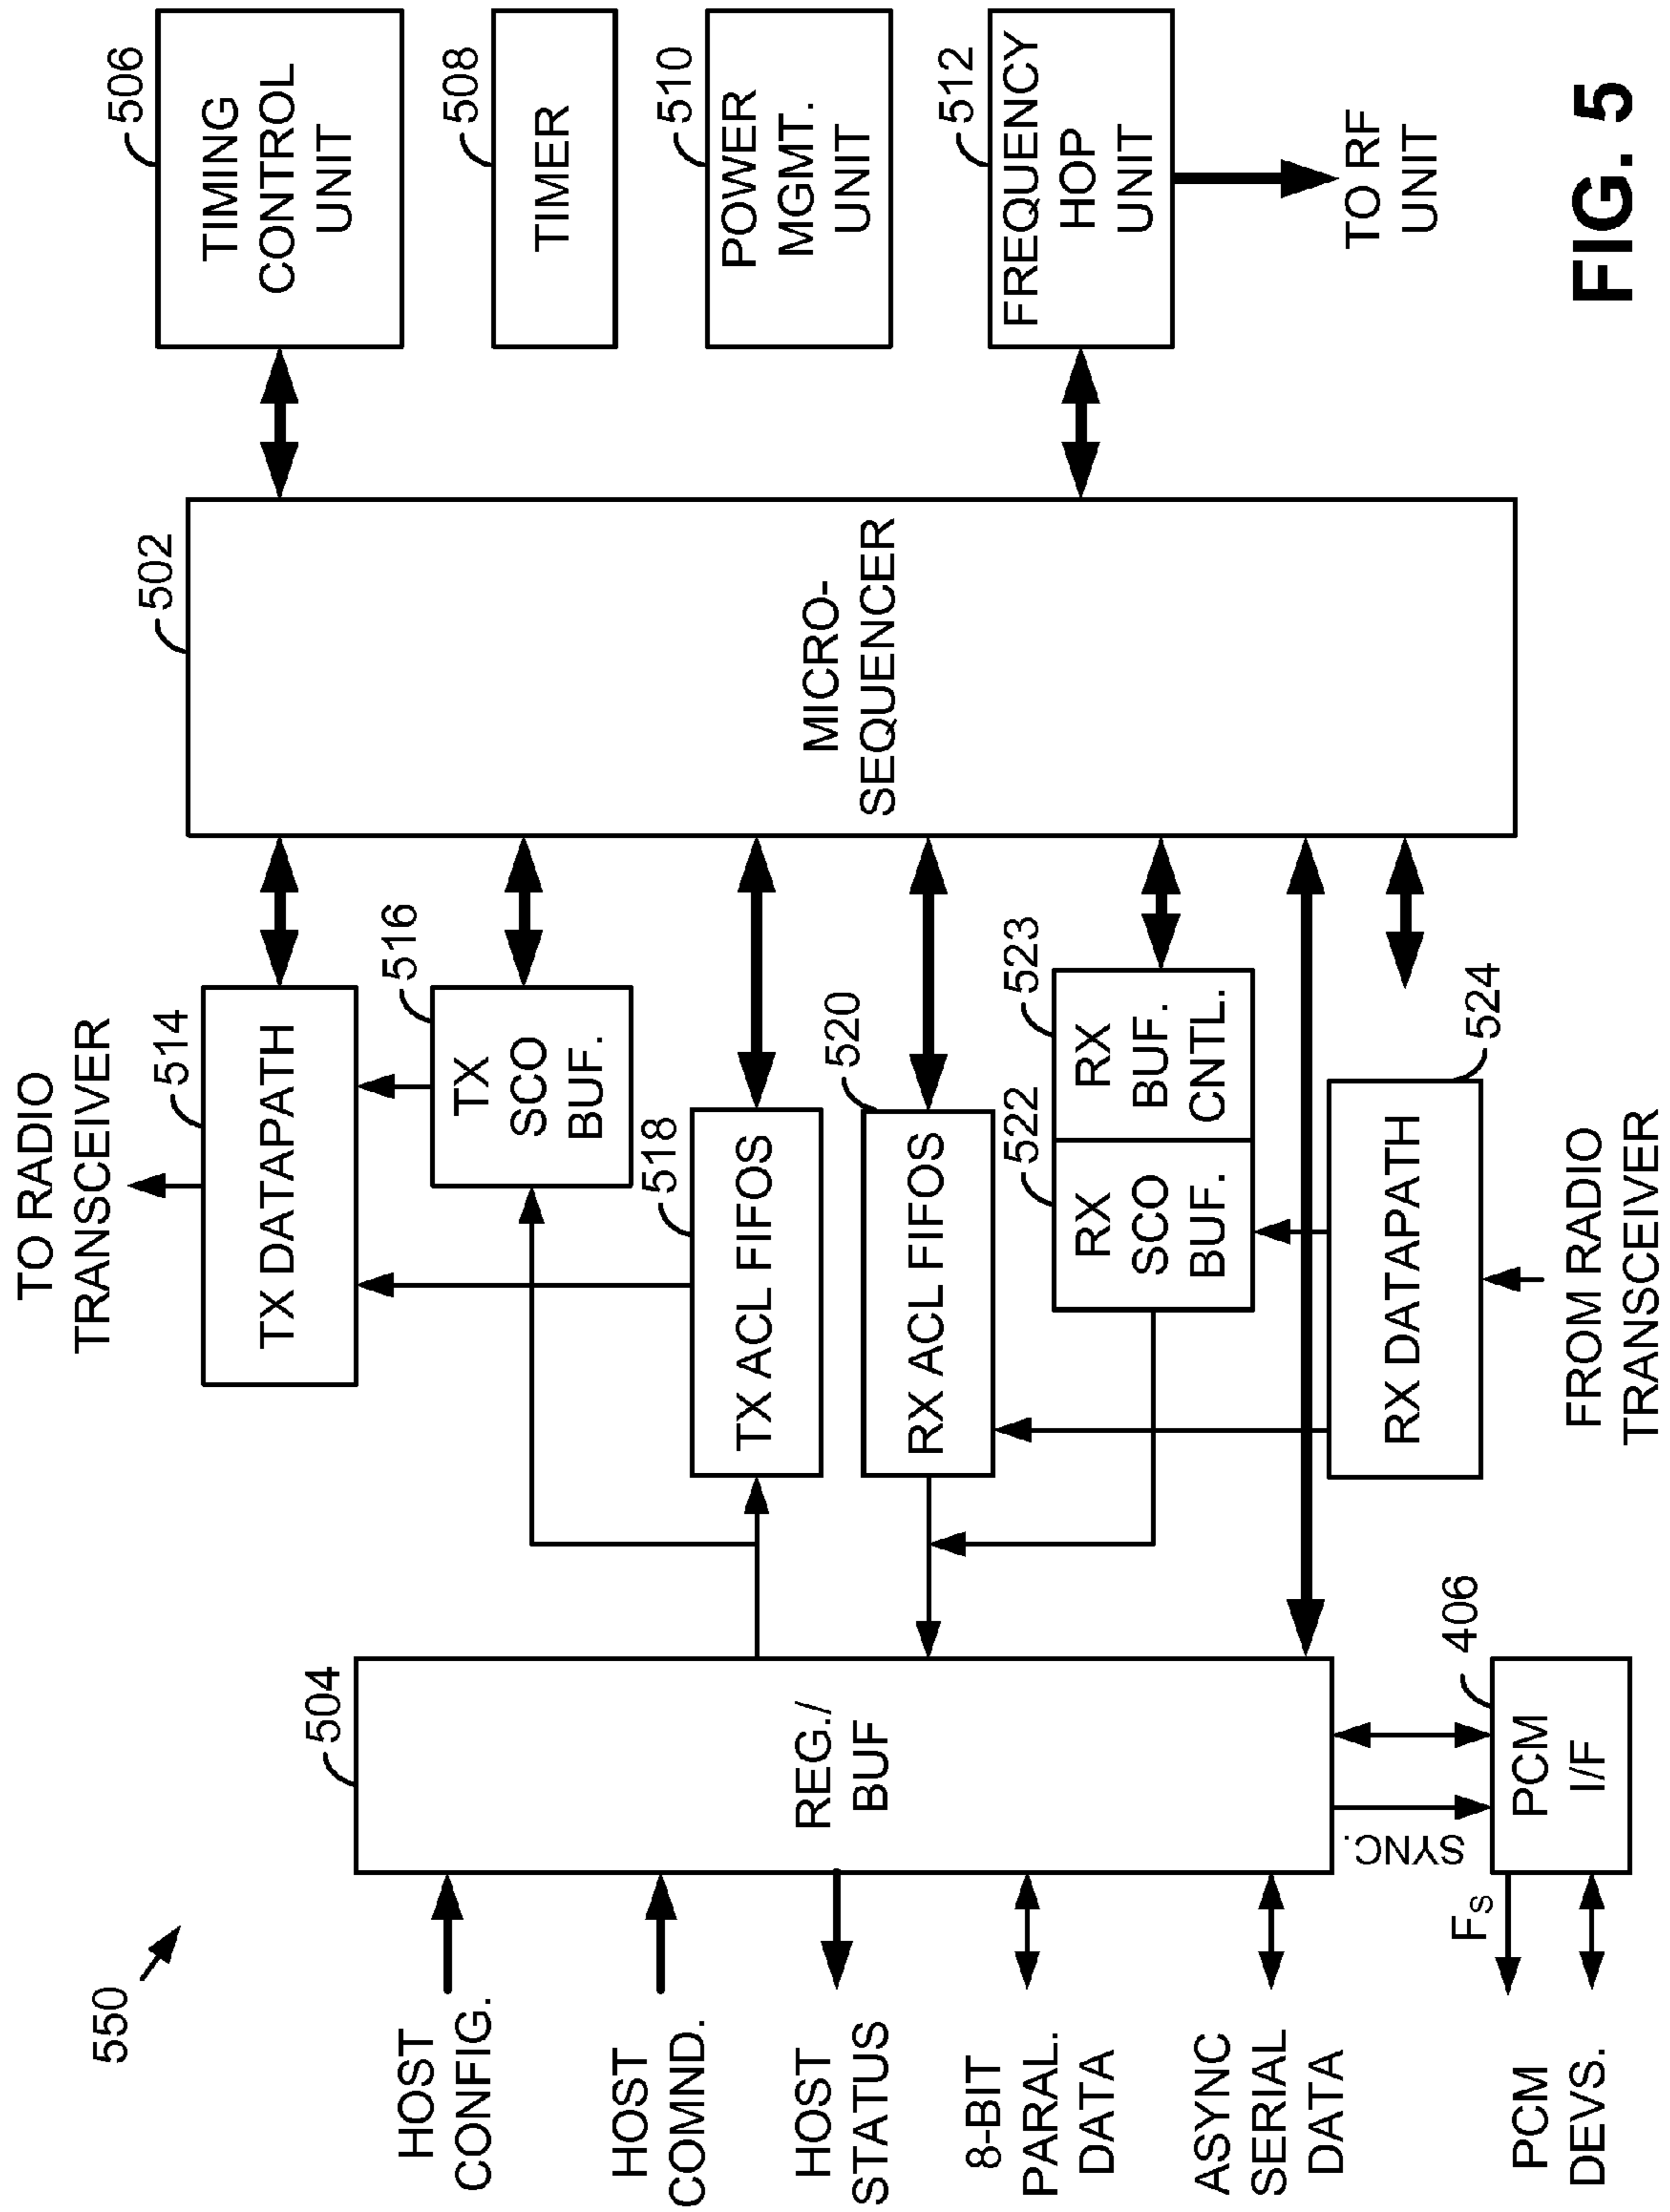 550
HOST
CONFIG.
HOST
COMND.
HOST
STATUS
8-BIT
PARAL.
DATA
ASYNC
SERIAL
DATA
PCM
DEVS.
504
REG./
BUF
SYNC.
FS
406
PCM
I/F
TO RADIO
TRANSCEIVER
514
TX DATAPATH
516
TX
SCO
BUF.
518
TX ACL FIFOS
520
RX ACL FIFOS
522
RX
SCO
BUF.
523
RX
BUF.
CNTL.
524
RX DATAPATH
FROM RADIO
TRANSCEIVER
502
MICRO-
SEQUENCER
506
TIMING
CONTROL
UNIT
508
TIMER
510
POWER
MGMT.
UNIT
512
FREQUENCY
HOP
UNIT
TO RF
UNIT
FIG. 5